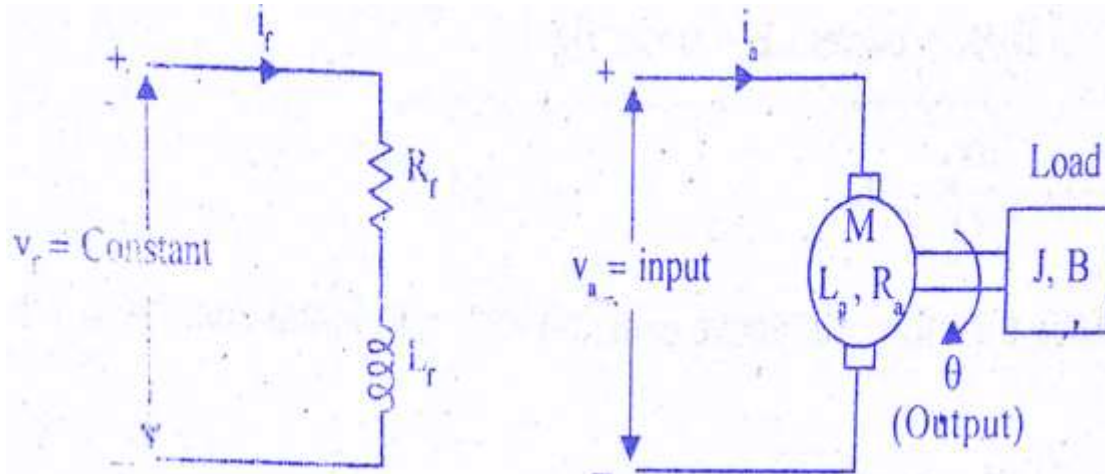 i_f
+
R_f
v_f = Constant
L_f
−
i_a
+
v_a = input
M
L_a, R_a
−
Load
J, B
θ
(Output)